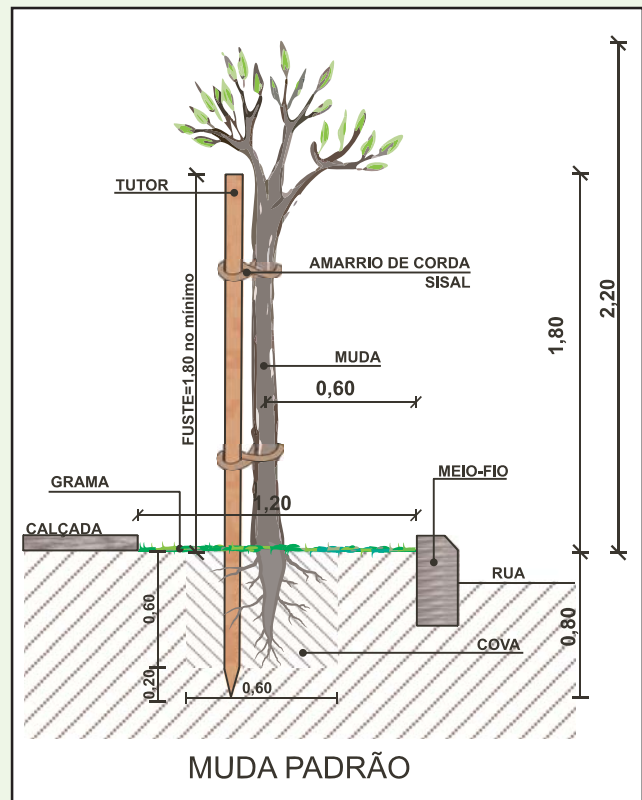 TUTOR
AMARRIO DE CORDA
SISAL
FUSTE=1,80 no mínimo
MUDA
0,60
1,80
2,20
GRAMA
1,20
MEIO-FIO
CALÇADA
RUA
0,60
0,80
COVA
0,20
0,60
MUDA PADRÃO